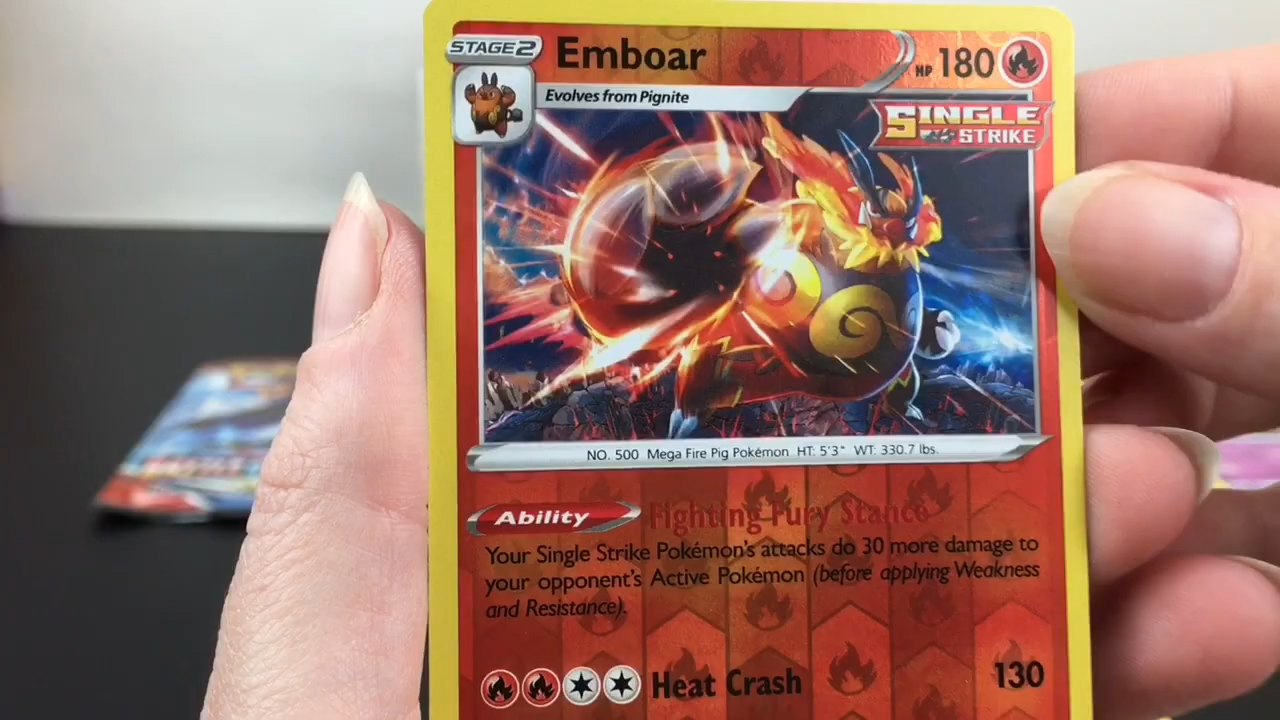 STAGE 2
Emboar
HP 180
Evolves from Pignite
SINGLE
STRIKE
NO. 500 Mega Fire Pig Pokémon HT: 5'3" WT: 330.7 lbs.
Ability Fighting Fury Stance
Your Single Strike Pokémon's attacks do 30 more damage to
your opponent's Active Pokémon (before applying Weakness
and Resistance).
Heat Crash 130